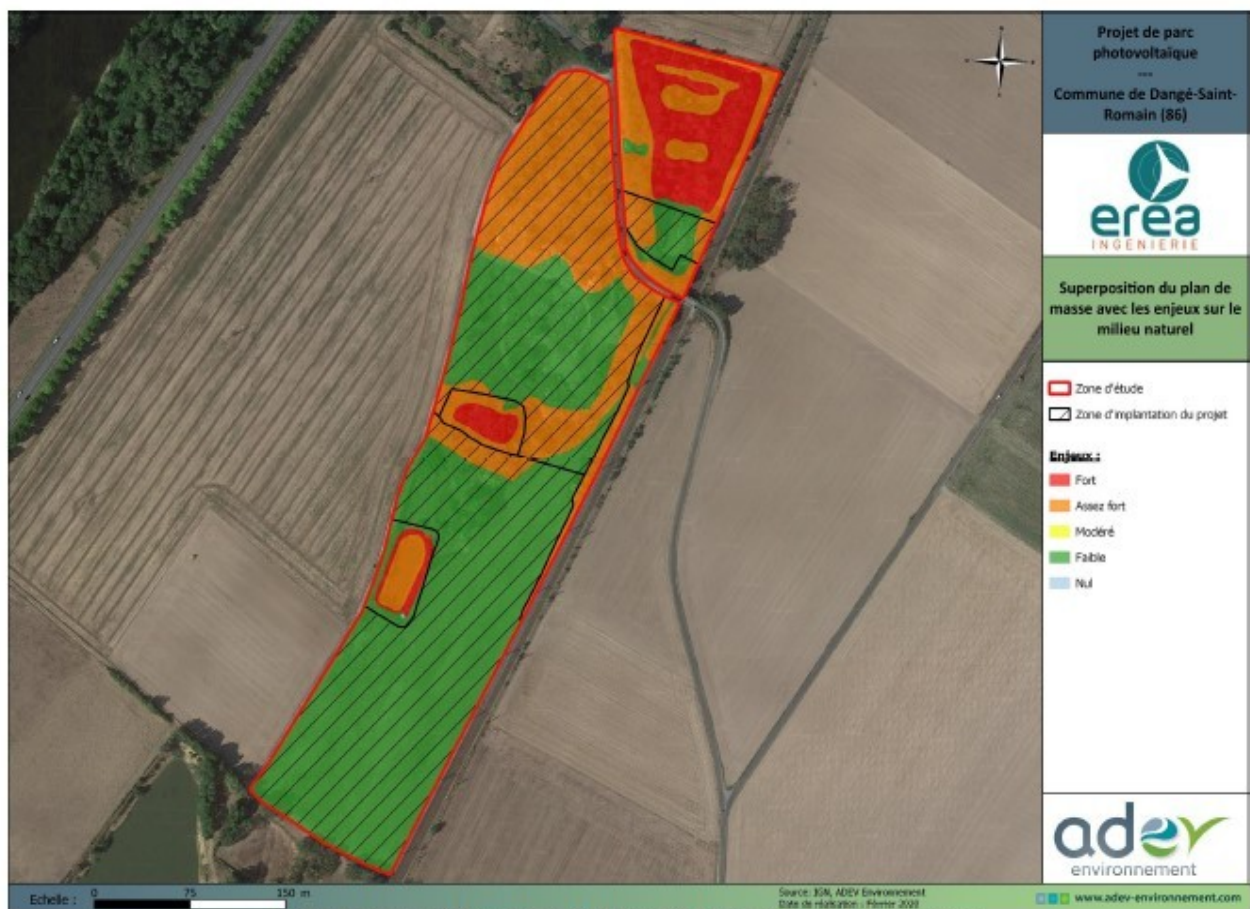 Projet de parc
photovoltaïque
---
Commune de Dangé-Saint-
Romain (86)
eréa
INGENIERIE
Superposition du plan de
masse avec les enjeux sur le
milieu naturel
Zone d'étude
Zone d'implantation du projet
Enjeux :
Fort
Assez fort
Modéré
Faible
Nul
adev
environnement
Echelle :
0 75 150 m
Source: IGN, ADEV Environnement
Date de réalisation : Février 2020
www.adev-environnement.com